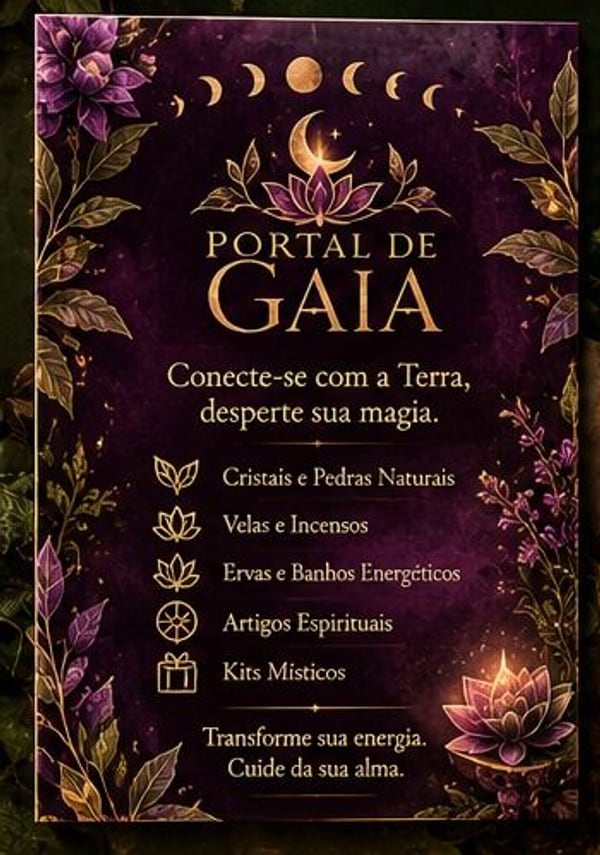 PORTAL DE
GAIA
Conecte-se com a Terra,
desperte sua magia.
Cristais e Pedras Naturais
Velas e Incensos
Ervas e Banhos Energéticos
Artigos Espirituais
Kits Místicos
Transforme sua energia.
Cuide da sua alma.